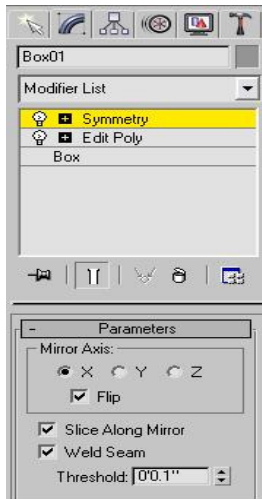 Box01
Modifier List
Symmetry
Edit Poly
Box
- Parameters
Mirror Axis:
X Y Z
Flip
Slice Along Mirror
Weld Seam
Threshold: 0'0.1"